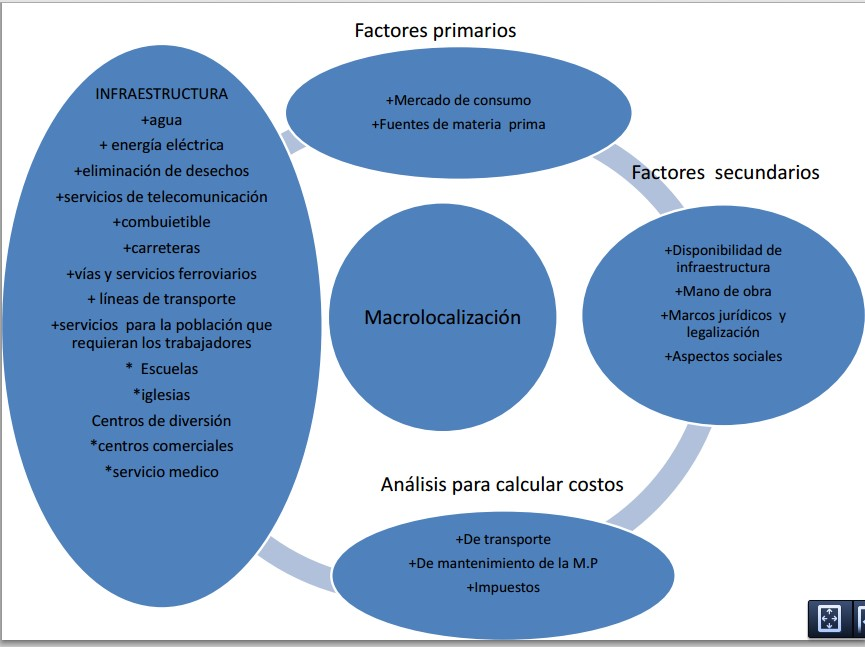 Factores primarios
+Mercado de consumo
+Fuentes de materia prima
Factores secundarios
+Disponibilidad de
infraestructura
+Mano de obra
+Marcos jurídicos y
legalización
+Aspectos sociales
Análisis para calcular costos
+De transporte
+De mantenimiento de la M.P
+Impuestos
INFRAESTRUCTURA
+agua
+ energía eléctrica
+eliminación de desechos
+servicios de telecomunicación
+combuietible
+carreteras
+vías y servicios ferroviarios
+ líneas de transporte
+servicios para la población que
requieran los trabajadores
* Escuelas
*iglesias
Centros de diversión
*centros comerciales
*servicio medico
Macrolocalización